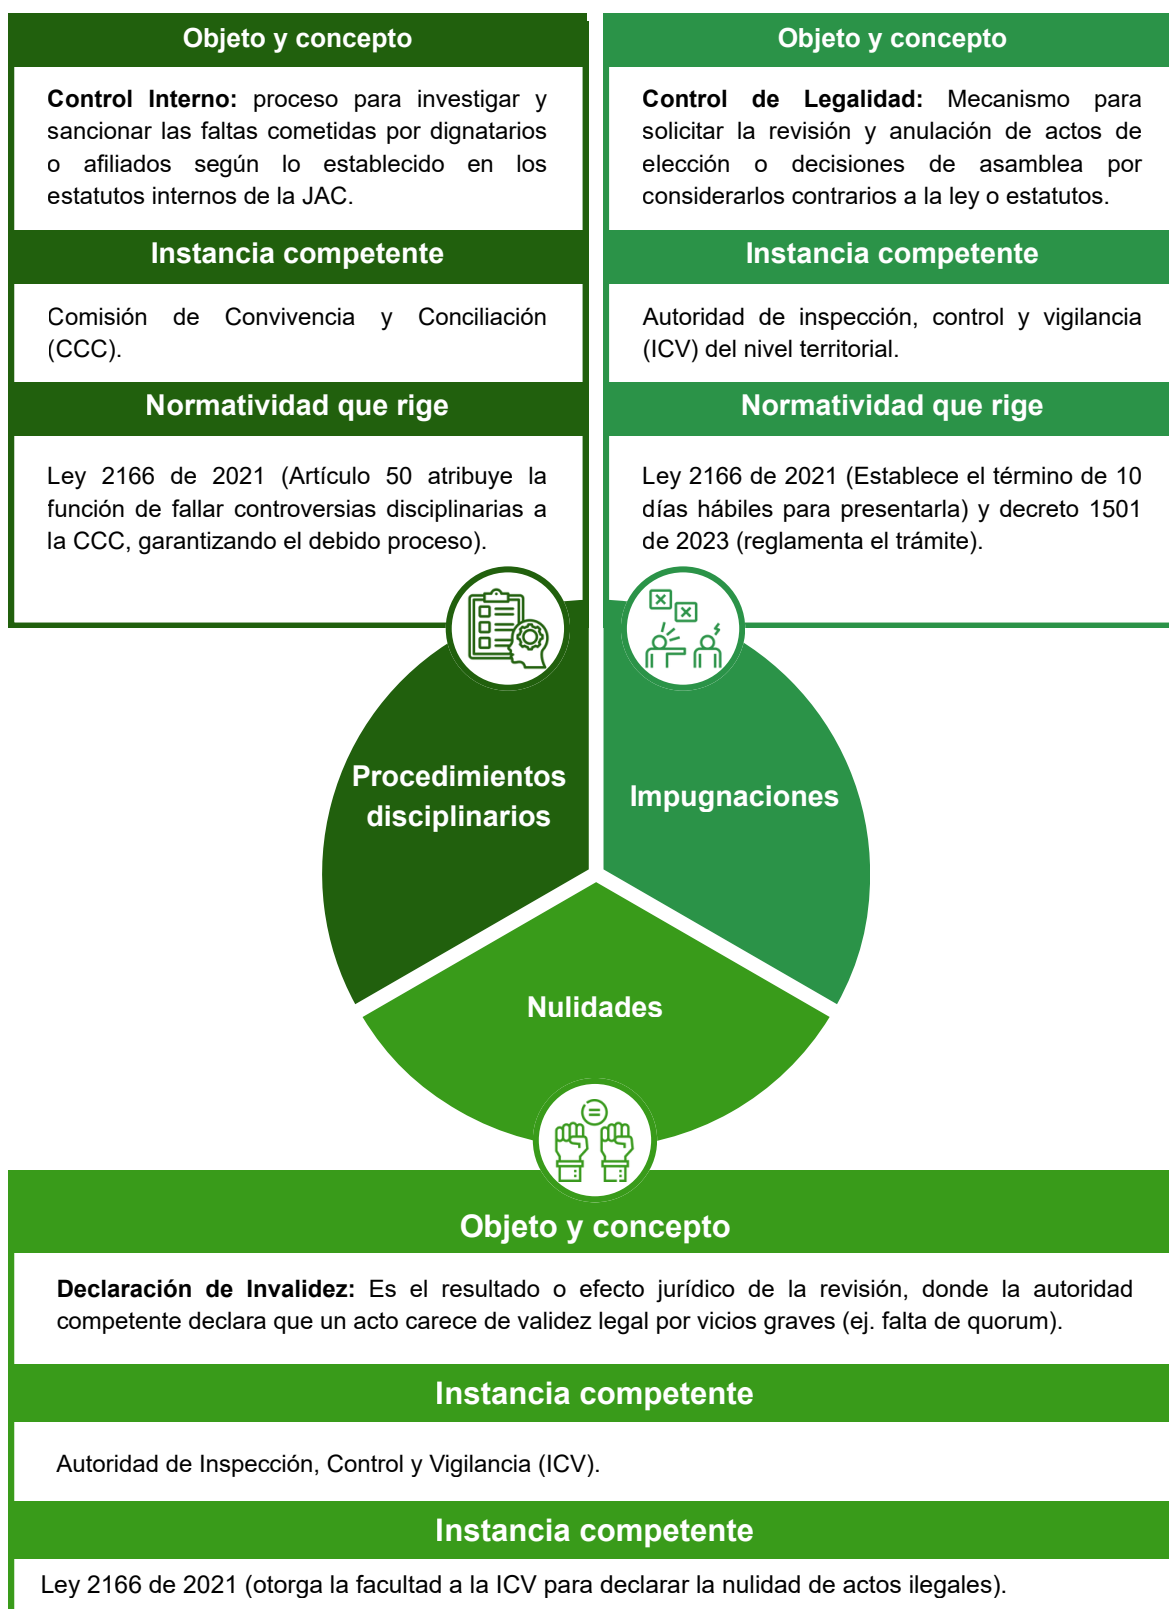 Objeto y concepto
Control Interno: proceso para investigar y
sancionar las faltas cometidas por dignatarios
o afiliados según lo establecido en los
estatutos internos de la JAC.
Instancia competente
Comisión de Convivencia y Conciliación
(CCC).
Normatividad que rige
Ley 2166 de 2021 (Artículo 50 atribuye la
función de fallar controversias disciplinarias a
la CCC, garantizando el debido proceso).
Objeto y concepto
Control de Legalidad: Mecanismo para
solicitar la revisión y anulación de actos de
elección o decisiones de asamblea por
considerarlos contrarios a la ley o estatutos.
Instancia competente
Autoridad de inspección, control y vigilancia
(ICV) del nivel territorial.
Normatividad que rige
Ley 2166 de 2021 (Establece el término de 10
días hábiles para presentarla) y decreto 1501
de 2023 (reglamenta el trámite).
Procedimientos
disciplinarios
Impugnaciones
Nulidades
Objeto y concepto
Declaración de Invalidez: Es el resultado o efecto jurídico de la revisión, donde la autoridad
competente declara que un acto carece de validez legal por vicios graves (ej. falta de quorum).
Instancia competente
Autoridad de Inspección, Control y Vigilancia (ICV).
Instancia competente
Ley 2166 de 2021 (otorga la facultad a la ICV para declarar la nulidad de actos ilegales).